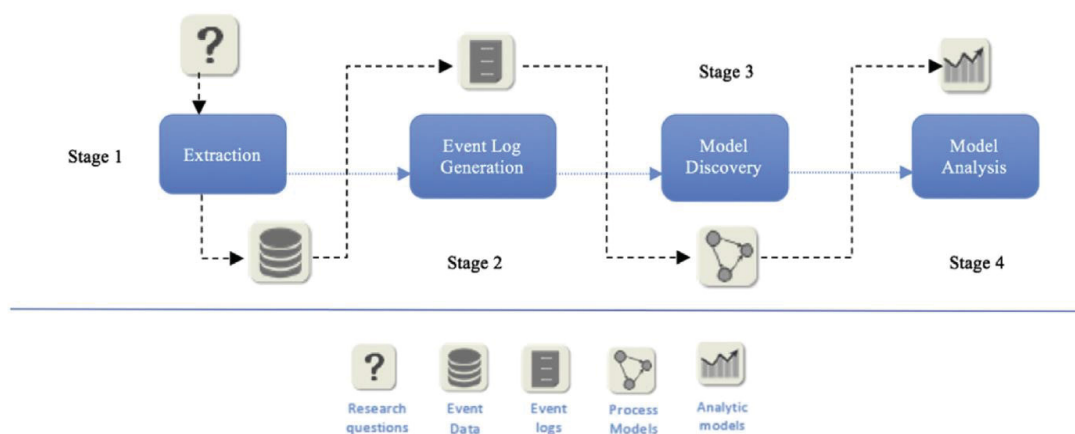 Stage 1
Extraction
Event Log
Generation
Stage 2
Stage 3
Model
Discovery
Model
Analysis
Stage 4
Research
questions
Event
Data
Event
logs
Process
Models
Analytic
models